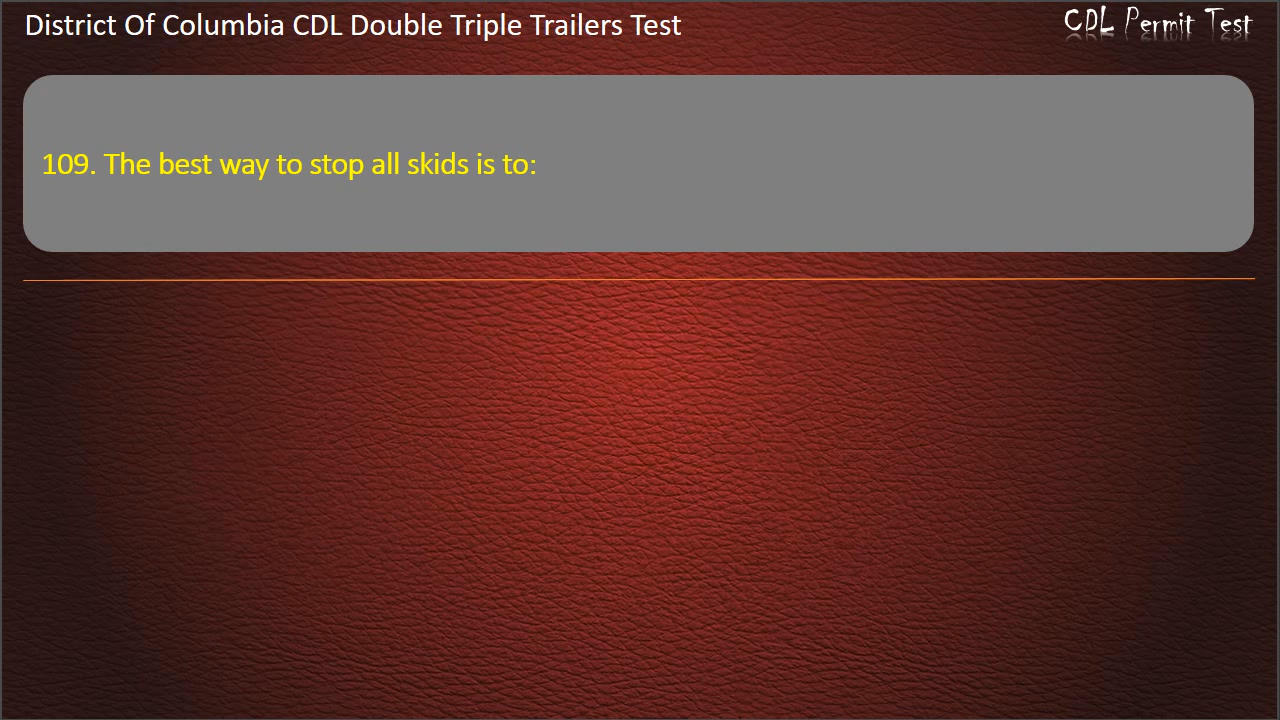 District Of Columbia CDL Double Triple Trailers Test
CDL Permit Test
109. The best way to stop all skids is to: